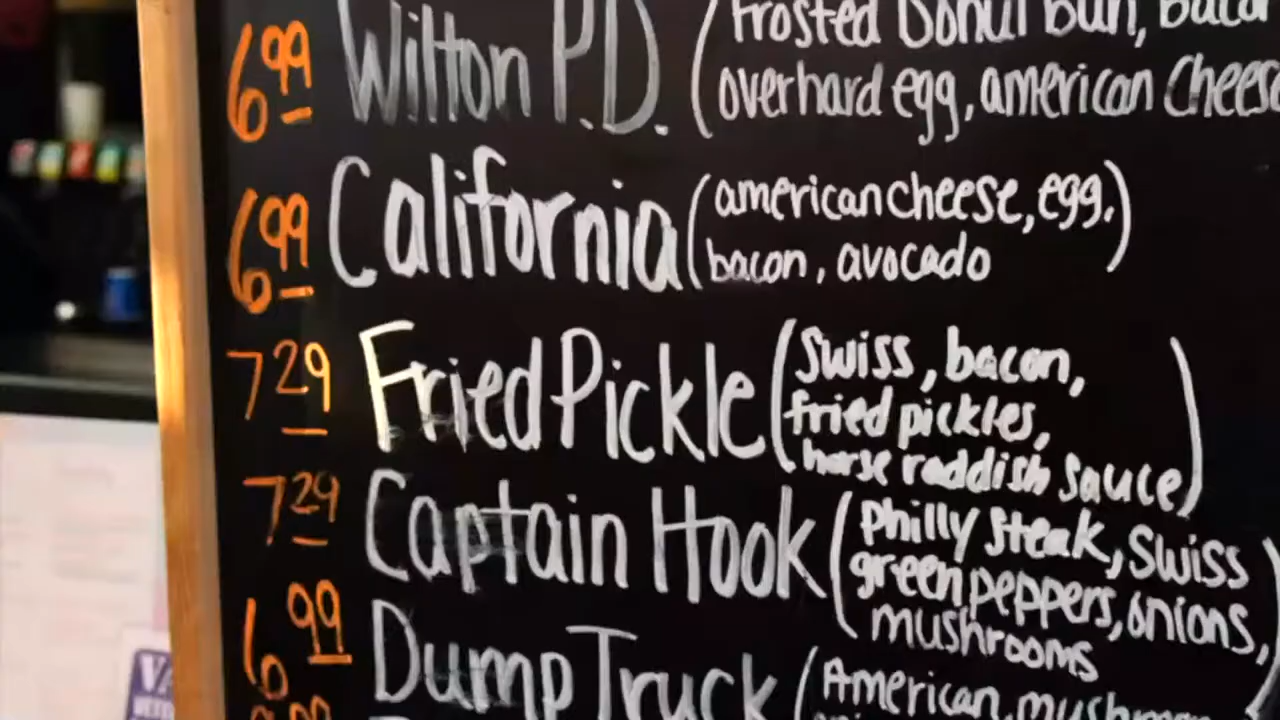 6.99 Wilton P.D. (frosted Donut Bun,
overhard egg, american Cheese
6.99 California (american cheese, egg.)
bacon, avocado
7.29 Fried Pickle (Swiss, bacon,
fried pickles,
horse raddish sauce)
7.29 Captain Hook (Philly Steak, Swiss
green peppers, onions,
mushrooms)
6.99 Dump Truck (American,